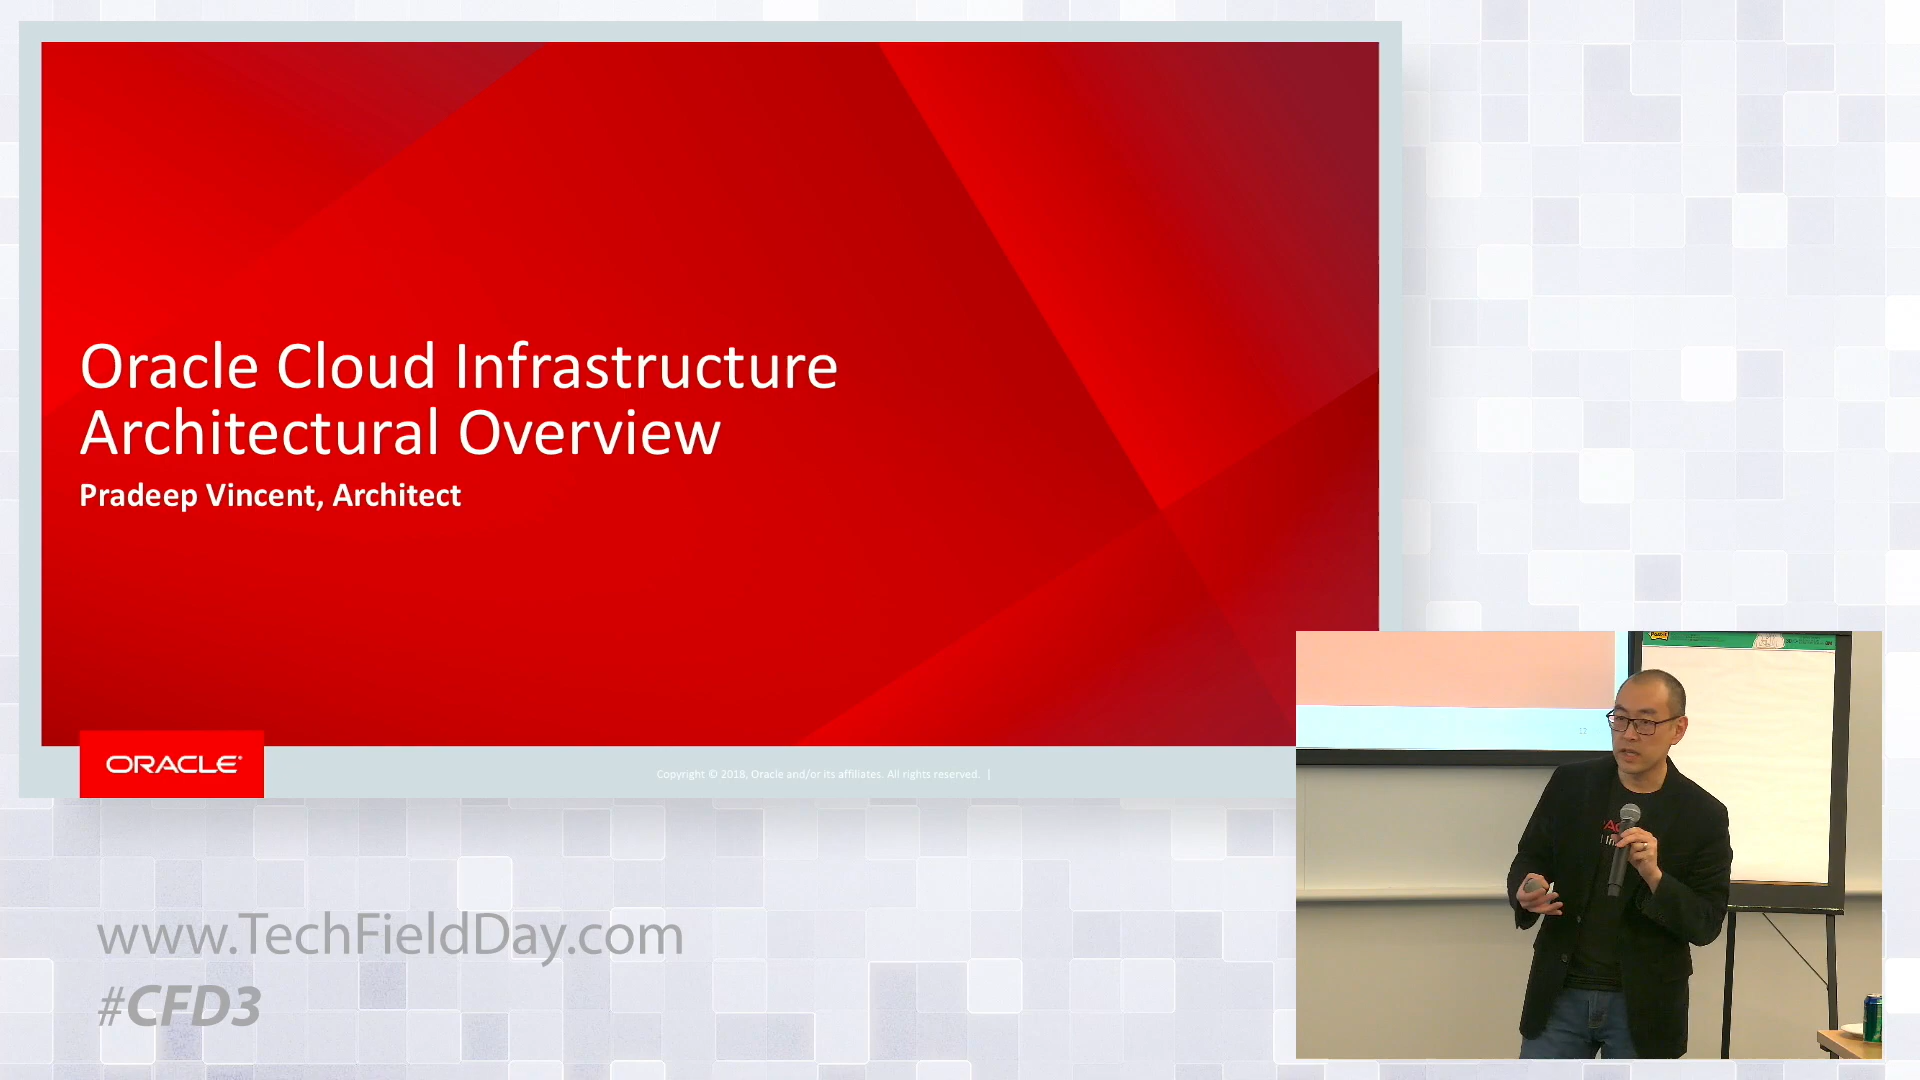 Oracle Cloud Infrastructure
Architectural Overview
Pradeep Vincent, Architect
ORACLE
Copyright © 2018, Oracle and/or its affiliates. All rights reserved. |
12
www.TechFieldDay.com
#CFD3